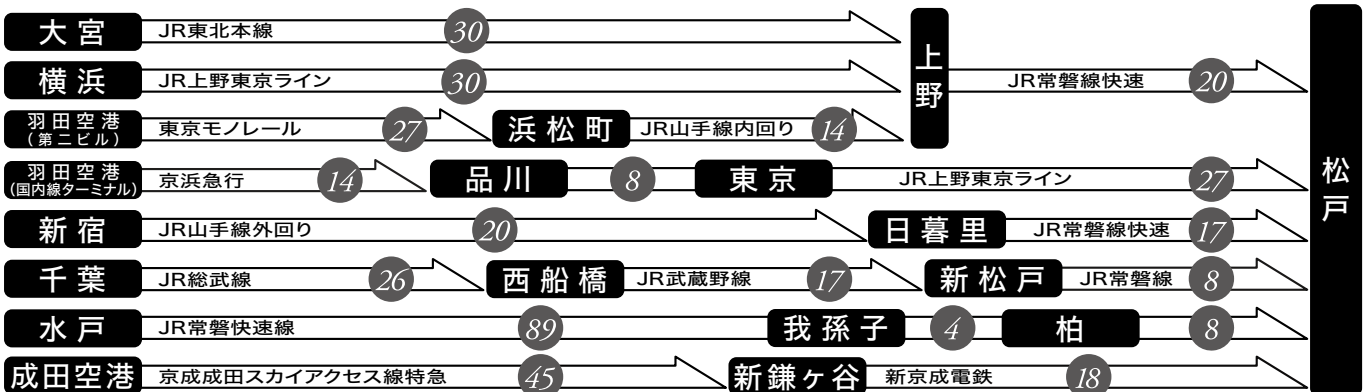 大宮 JR東北本線 30
上野 JR常磐線快速 20
松戸
横浜 JR上野東京ライン 30
羽田空港 (第二ビル) 東京モノレール 27 浜松町 JR山手線内回り 14
羽田空港 (国内線ターミナル) 京浜急行 14 品川 8 東京 JR上野東京ライン 27
新宿 JR山手線外回り 20 日暮里 JR常磐線快速 17
千葉 JR総武線 26 西船橋 JR武蔵野線 17 新松戸 JR常磐線 8
水戸 JR常磐快速線 89 我孫子 4 柏 8
成田空港 京成成田スカイアクセス線特急 45 新鎌ヶ谷 新京成電鉄 18